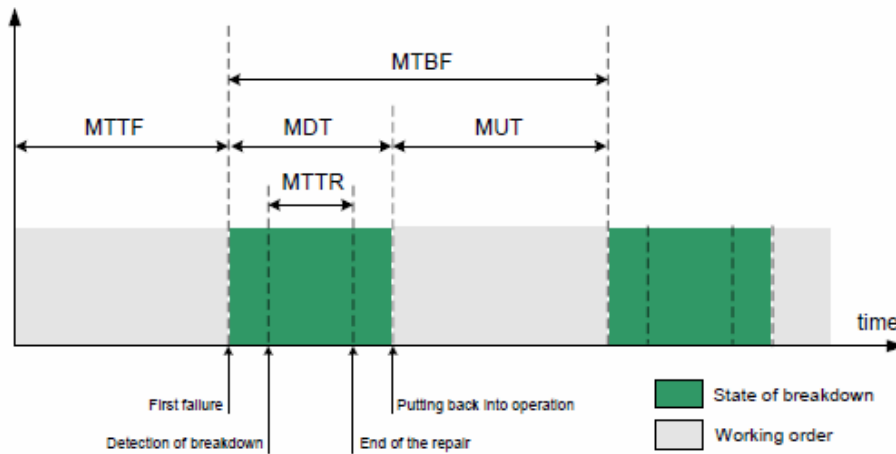 MTBF
MTTF
MDT
MUT
MTTR
time
First failure
Putting back into operation
Detection of breakdown
End of the repair
State of breakdown
Working order